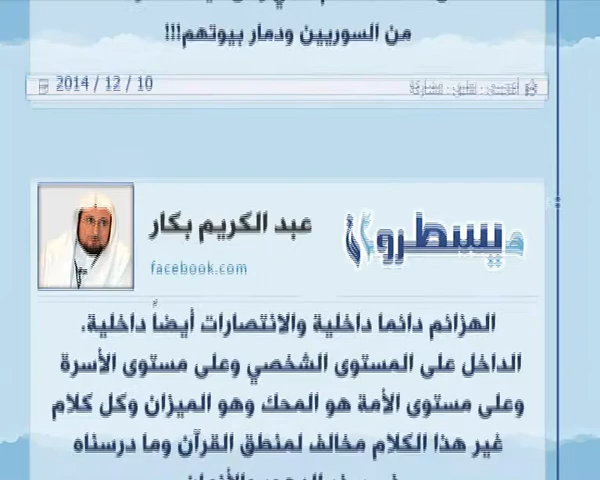 من السوريين ودمار بيوتهم!!!
2014 / 12 / 10
عبد الكريم بكار
facebook.com
الهزائم دائما داخلية والانتصارات أيضاً داخلية.
الداخل على المستوى الشخصي وعلى مستوى الأسرة
وعلى مستوى الأمة هو المحك وهو الميزان وكل كلام
غير هذا الكلام مخالف لمنطق القرآن وما درسناه